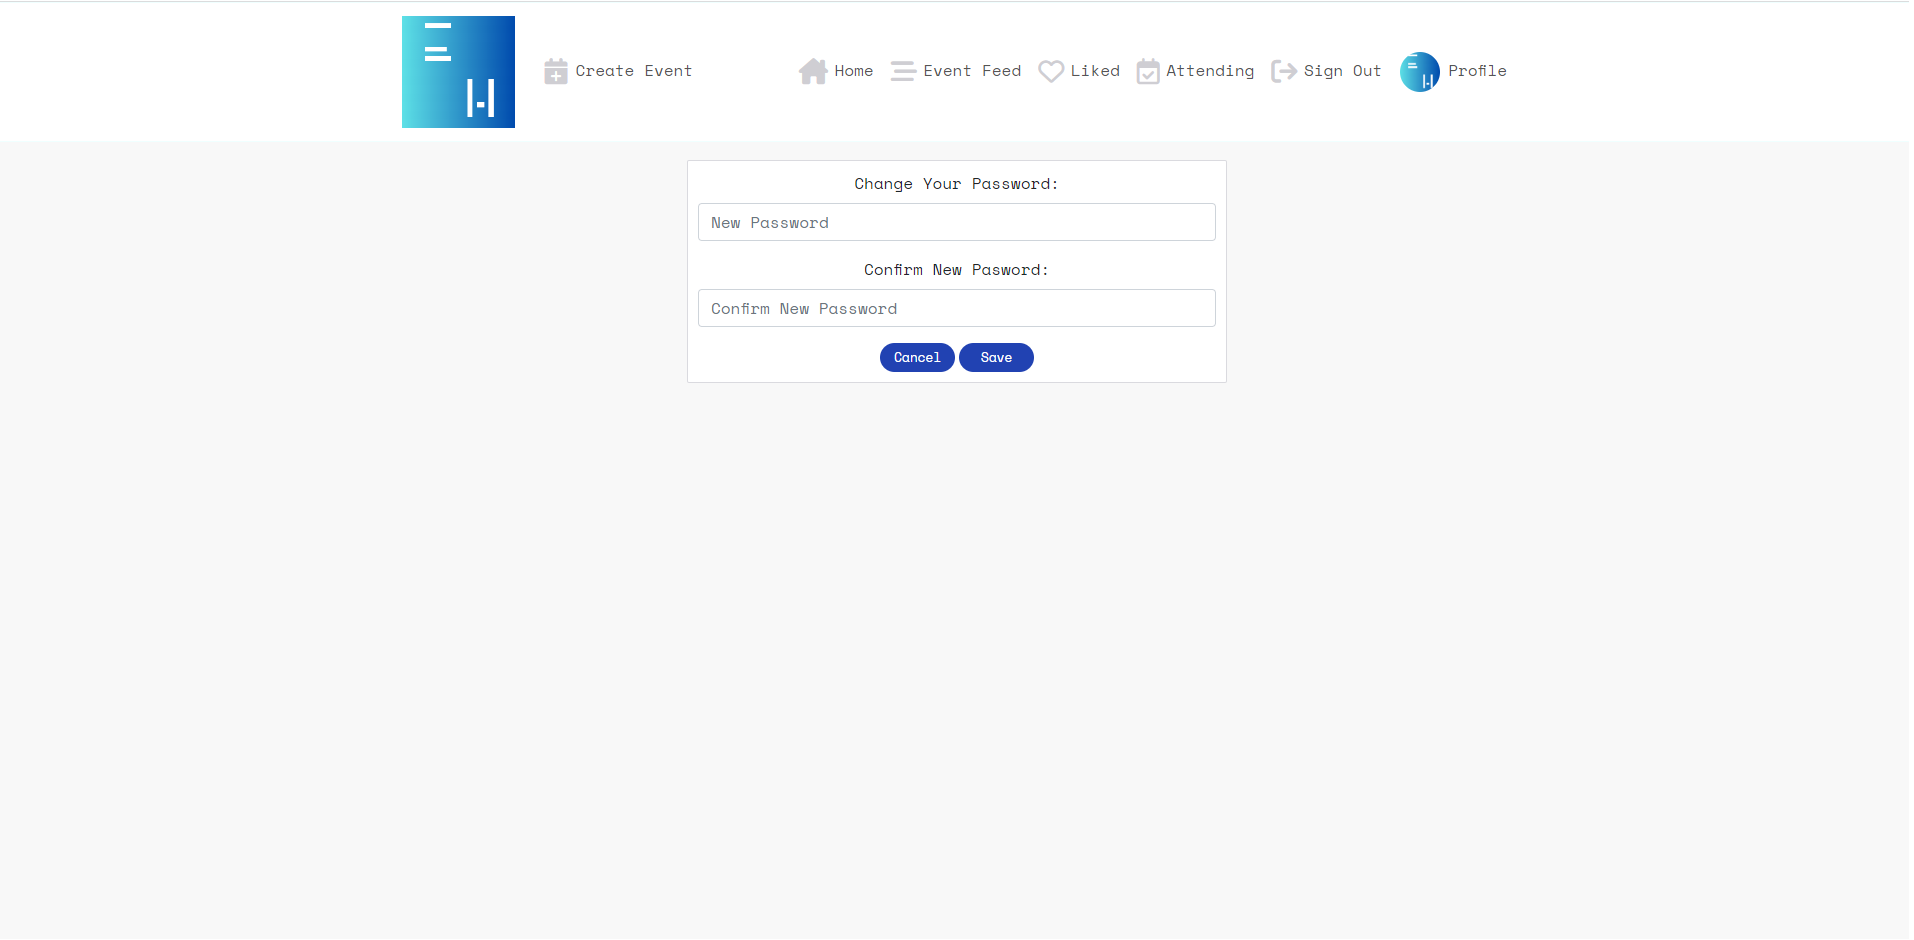 Create Event Home Event Feed Liked Attending Sign Out Profile
Change Your Password:
New Password
Confirm New Pasword:
Confirm New Password
Cancel Save